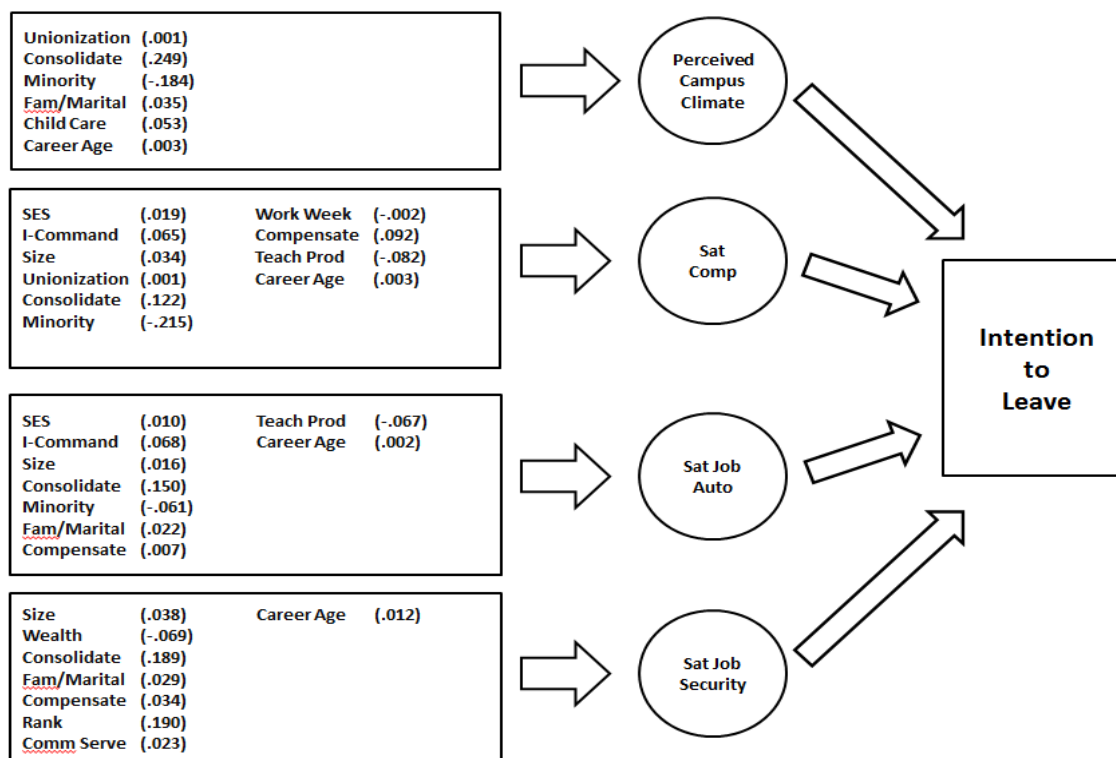 Unionization (.001)
Consolidate (.249)
Minority (-.184)
Fam/Marital (.035)
Child Care (.053)
Career Age (.003)
Perceived
Campus
Climate
SES (.019) Work Week (-.002)
I-Command (.065) Compensate (.092)
Size (.034) Teach Prod (-.082)
Unionization (.001) Career Age (.003)
Consolidate (.122)
Minority (-.215)
Sat
Comp
SES (.010) Teach Prod (-.067)
I-Command (.068) Career Age (.002)
Size (.016)
Consolidate (.150)
Minority (-.061)
Fam/Marital (.022)
Compensate (.007)
Sat Job
Auto
Size (.038) Career Age (.012)
Wealth (-.069)
Consolidate (.189)
Fam/Marital (.029)
Compensate (.034)
Rank (.190)
Comm Serve (.023)
Sat Job
Security
Intention
to
Leave